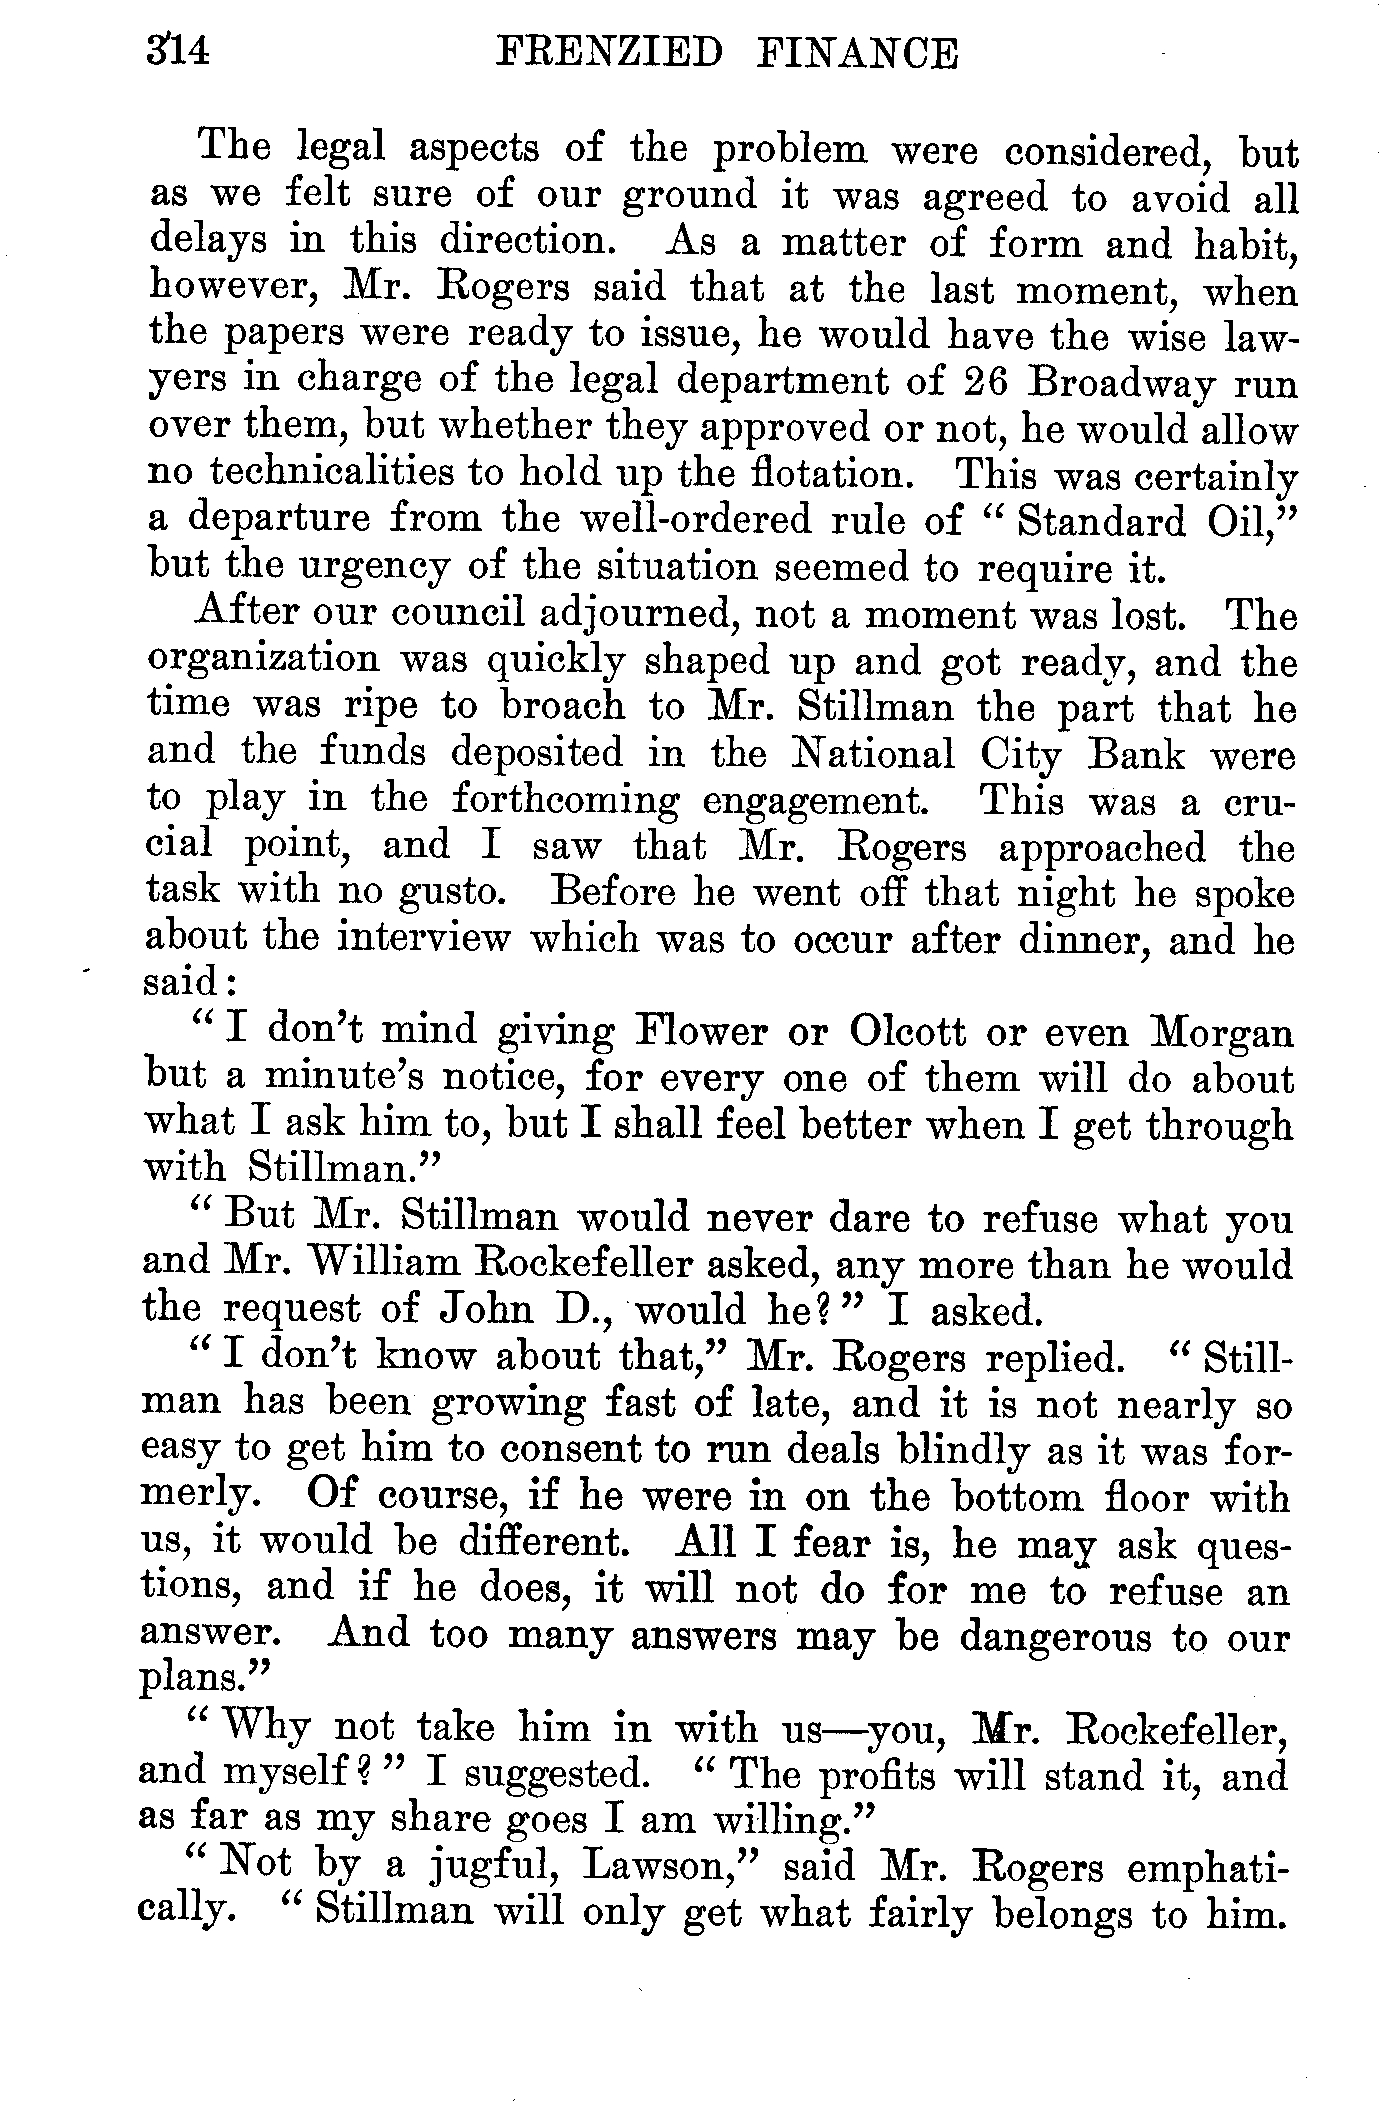 314 FRENZIED FINANCE
The legal aspects of the problem were considered, but
as we felt sure of our ground it was agreed to avoid all
delays in this direction. As a matter of form and habit,
however, Mr. Rogers said that at the last moment, when
the papers were ready to issue, he would have the wise law-
yers in charge of the legal department of 26 Broadway run
over them, but whether they approved or not, he would allow
no technicalities to hold up the flotation. This was certainly
a departure from the well-ordered rule of “ Standard Oil,”
but the urgency of the situation seemed to require it.
After our council adjourned, not a moment was lost. The
organization was quickly shaped up and got ready, and the
time was ripe to broach to Mr. Stillman the part that he
and the funds deposited in the National City Bank were
to play in the forthcoming engagement. This was a cru-
cial point, and I saw that Mr. Rogers approached the
task with no gusto. Before he went off that night he spoke
about the interview which was to occur after dinner, and he
said:
“ I don’t mind giving Flower or Olcott or even Morgan
but a minute’s notice, for every one of them will do about
what I ask him to, but I shall feel better when I get through
with Stillman.”
“ But Mr. Stillman would never dare to refuse what you
and Mr. William Rockefeller asked, any more than he would
the request of John D., would he? ” I asked.
“ I don’t know about that,” Mr. Rogers replied. “ Still-
man has been growing fast of late, and it is not nearly so
easy to get him to consent to run deals blindly as it was for-
merly. Of course, if he were in on the bottom floor with
us, it would be different. All I fear is, he may ask ques-
tions, and if he does, it will not do for me to refuse an
answer. And too many answers may be dangerous to our
plans.”
“ Why not take him in with us—you, Mr. Rockefeller,
and myself? ” I suggested. “ The profits will stand it, and
as far as my share goes I am willing.”
“ Not by a jugful, Lawson,” said Mr. Rogers emphati-
cally. “ Stillman will only get what fairly belongs to him.